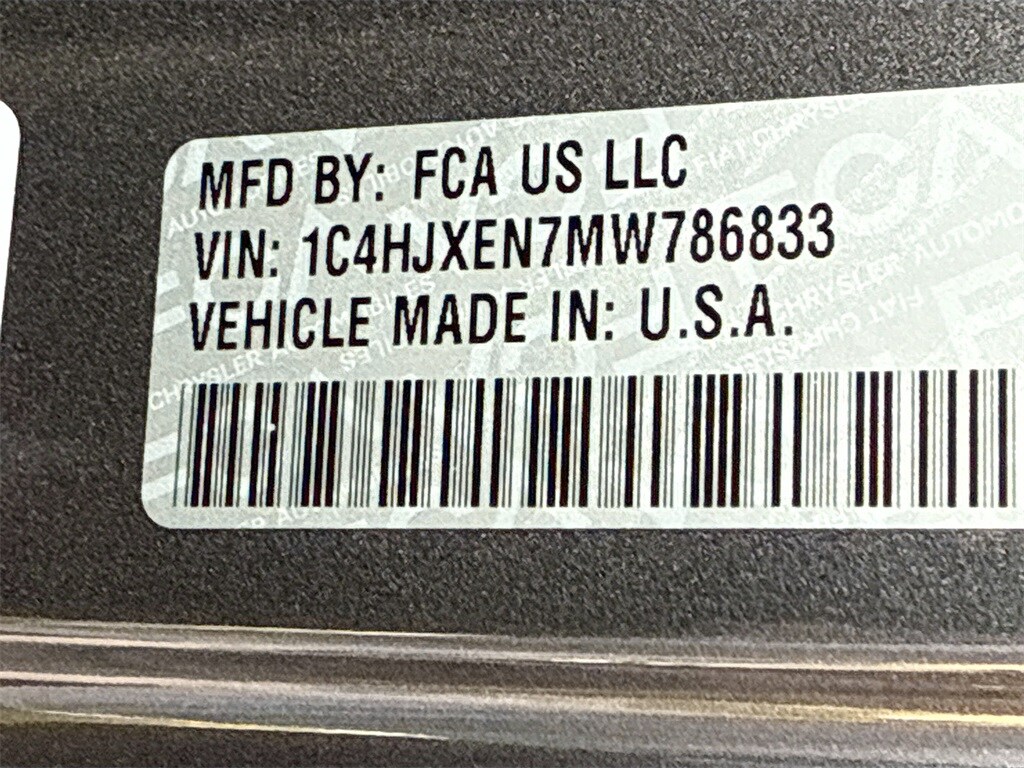 MFD BY: FCA US LLC
VIN: 1C4HJXEN7MW786833
VEHICLE MADE IN: U.S.A.